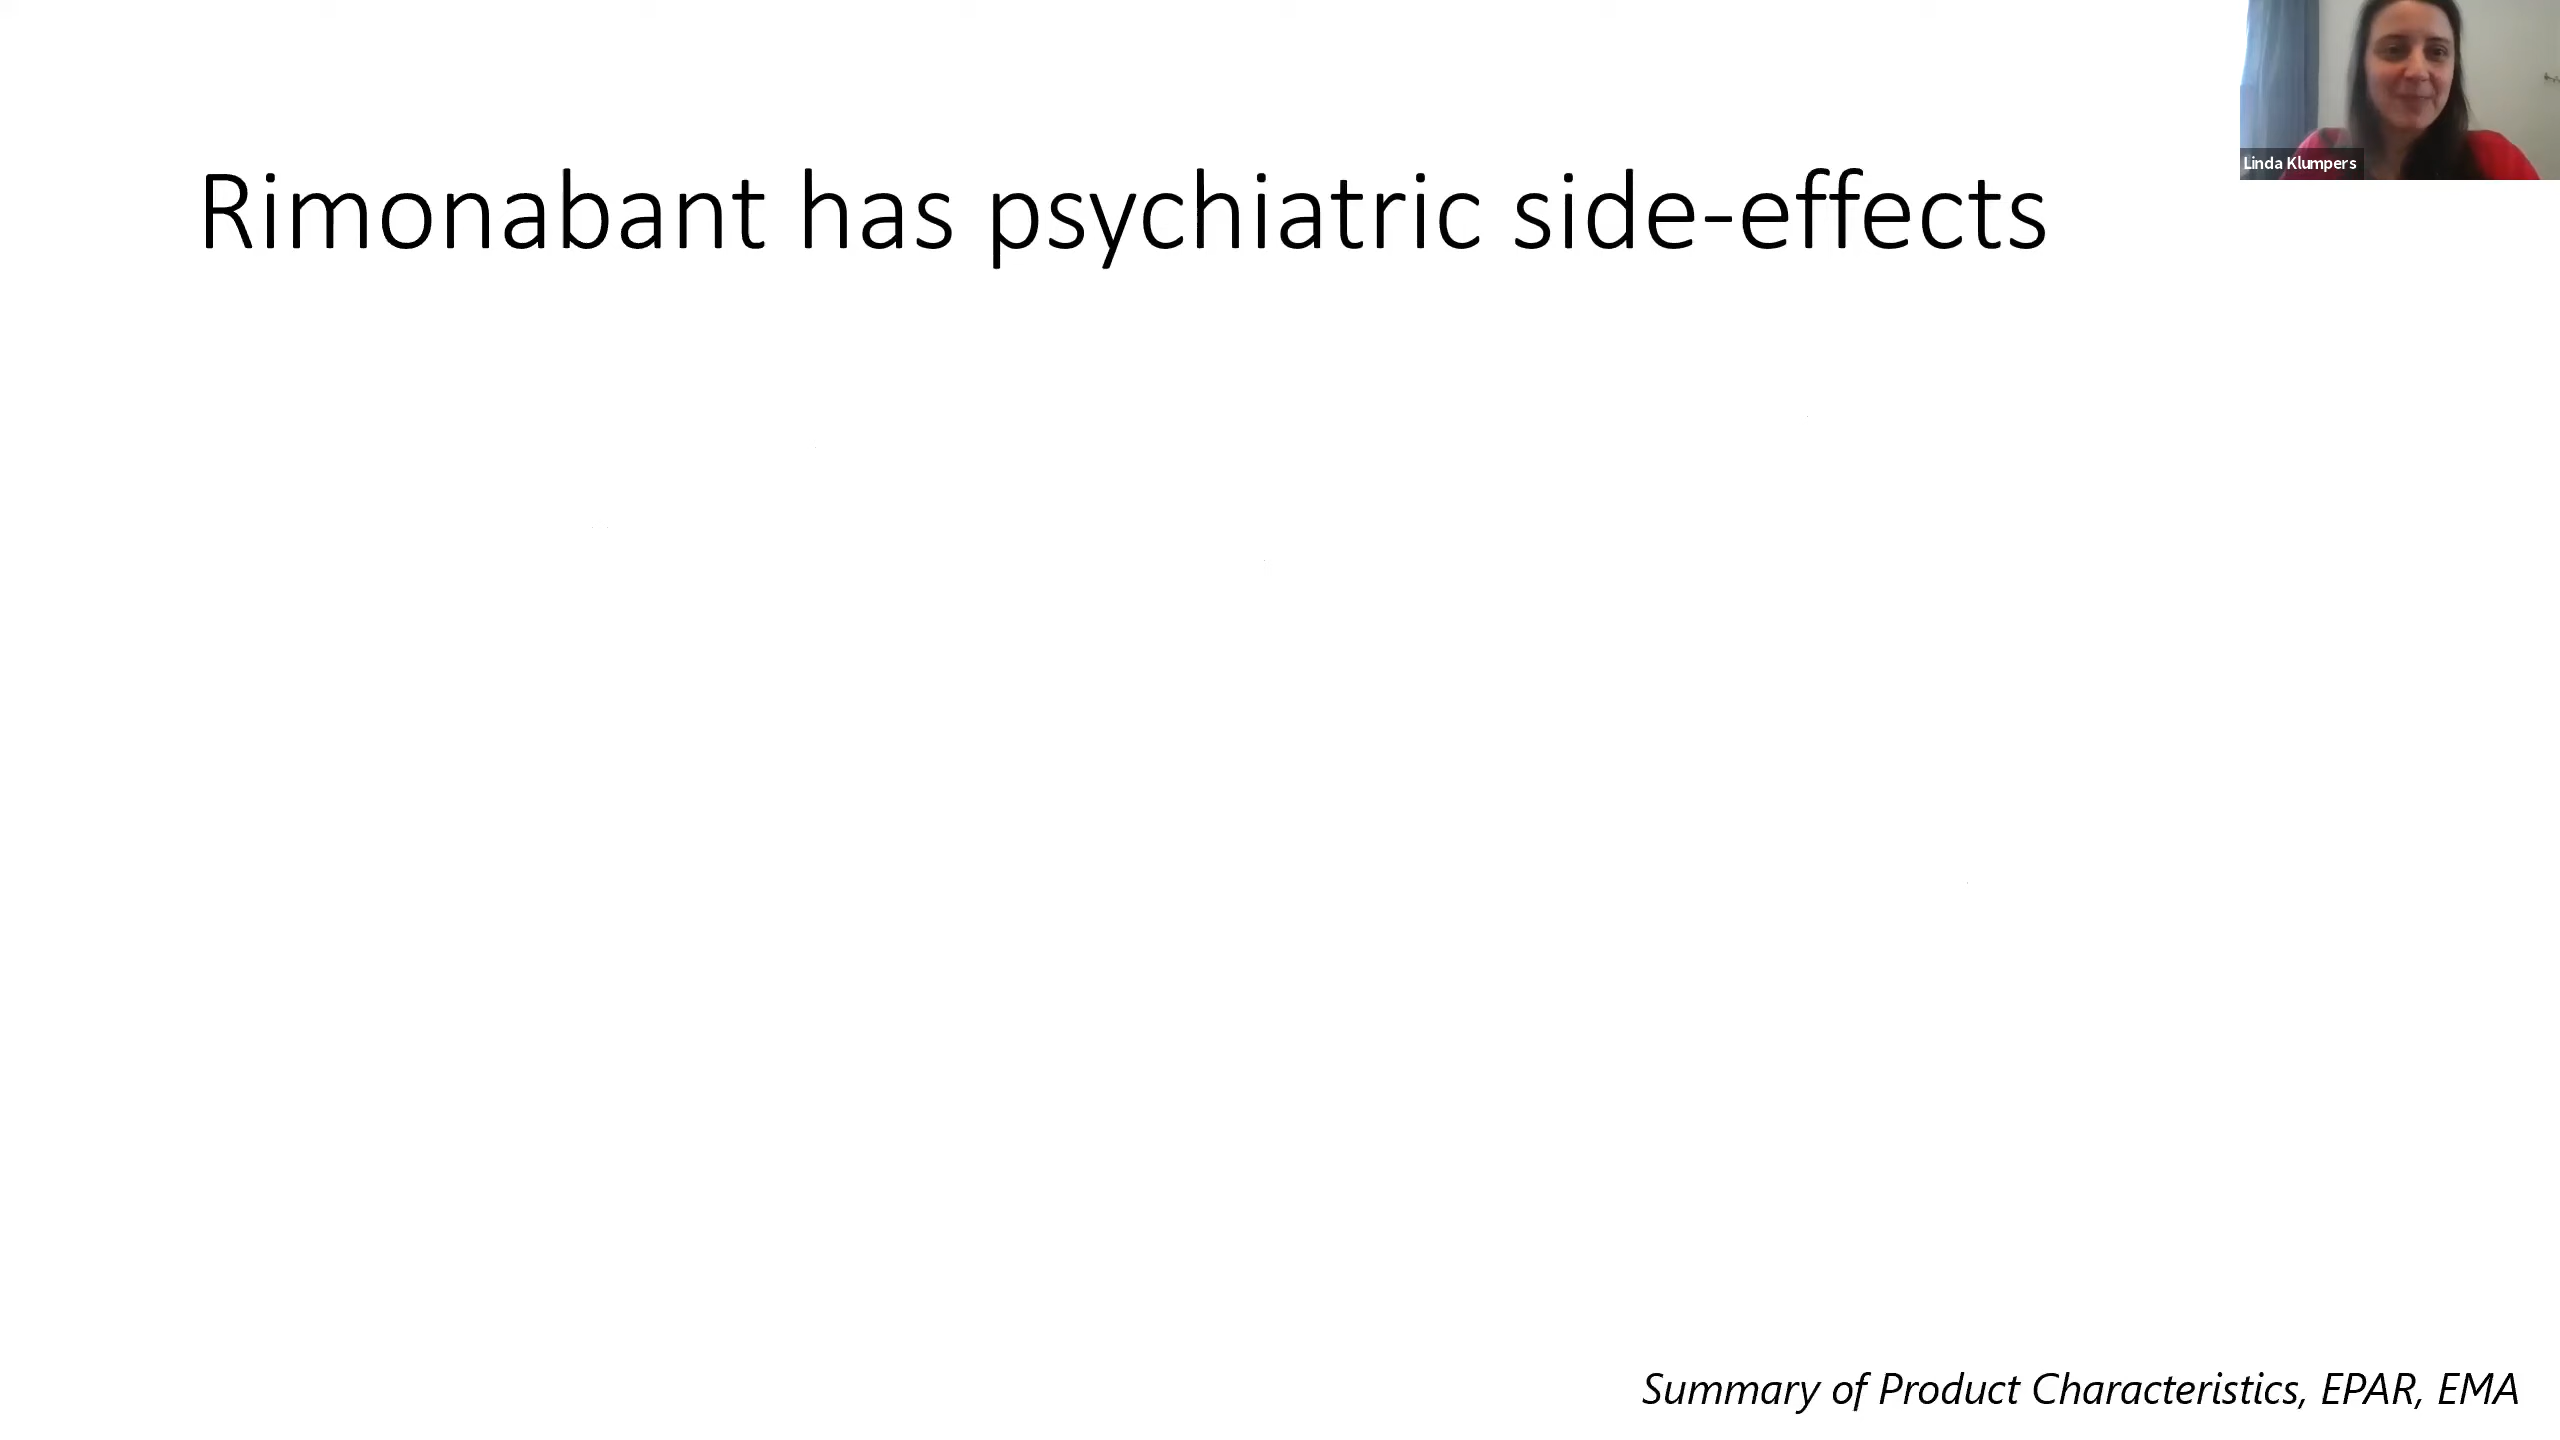 Linda Klumpers
Rimonabant has psychiatric side-effects
Summary of Product Characteristics, EPAR, EMA